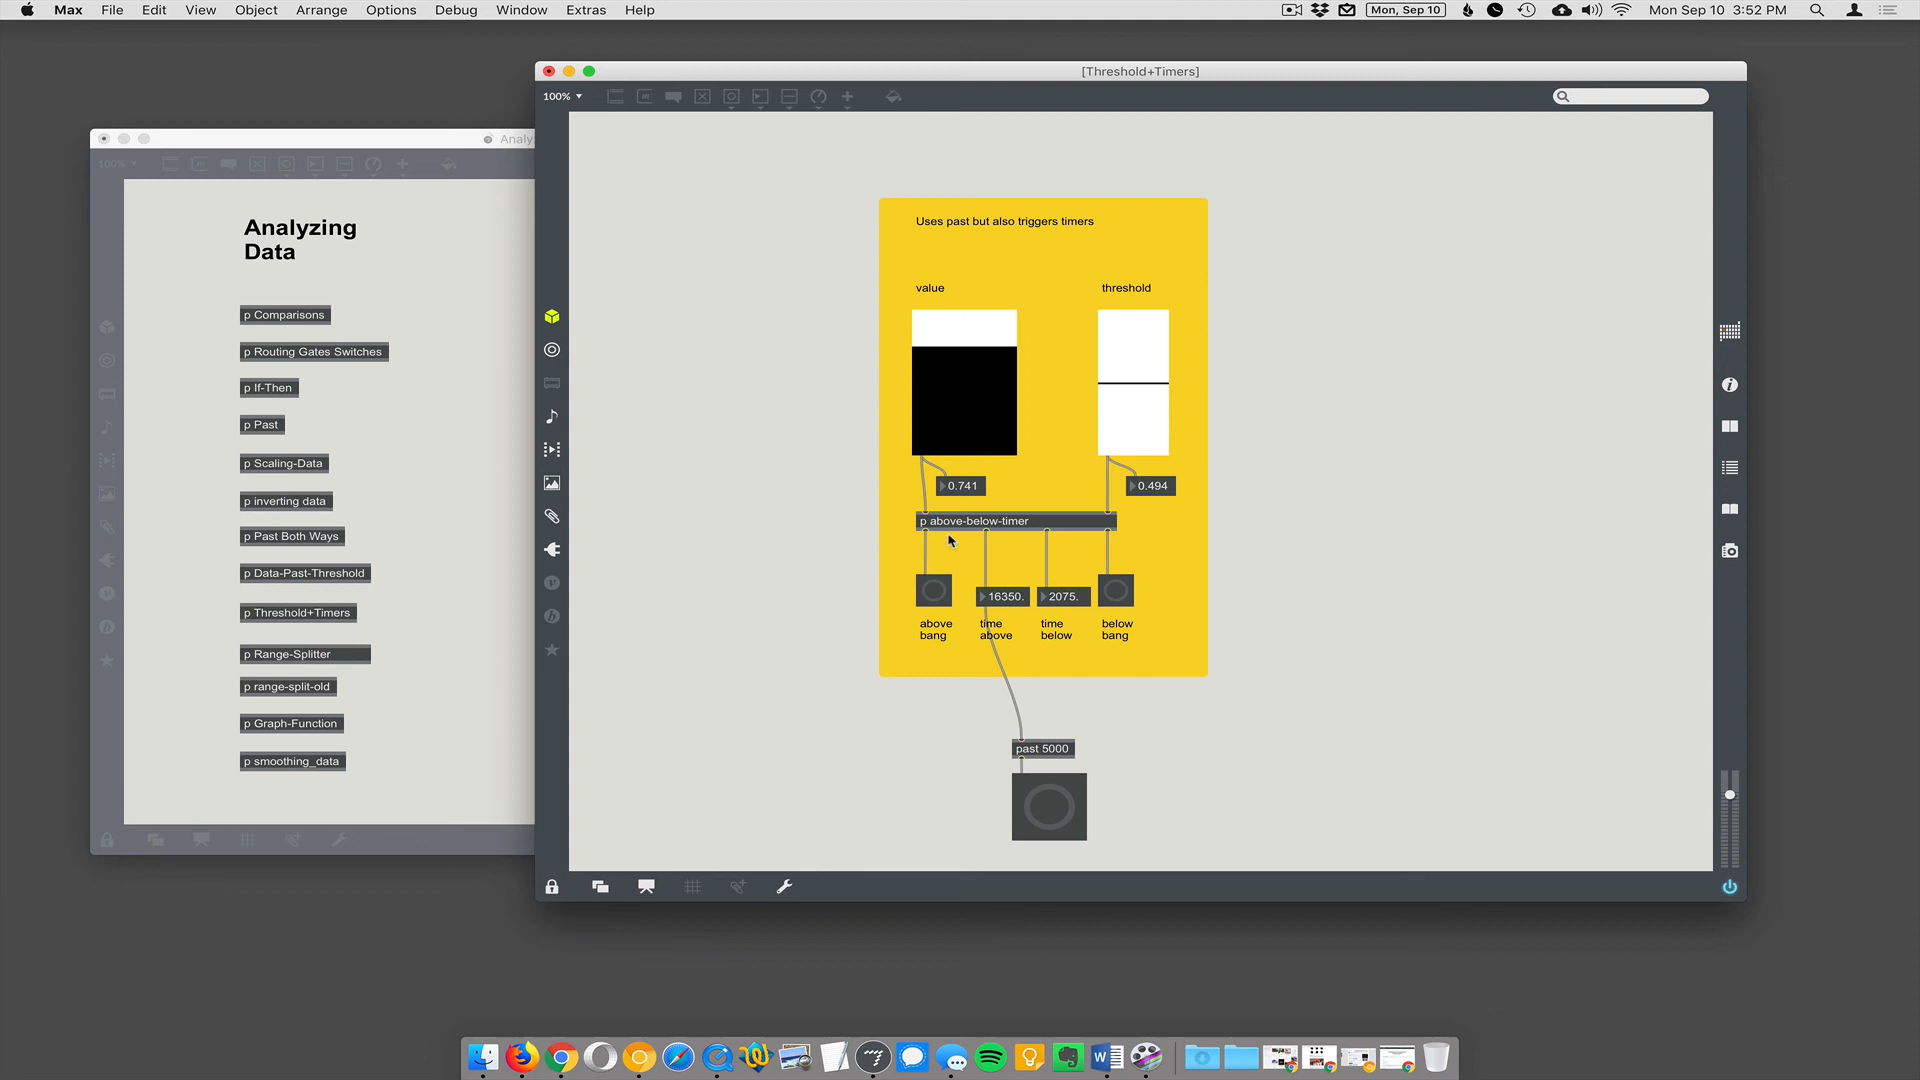 Max File Edit View Object Arrange Options Debug Window Extras Help
Mon, Sep 10
Mon Sep 10 3:52 PM
[Threshold+Timers]
100%
100%
Analyzing
Data
p Comparisons
p Routing Gates Switches
p If-Then
p Past
p Scaling-Data
p inverting data
p Past Both Ways
p Data-Past-Threshold
p Threshold+Timers
p Range-Splitter
p range-split-old
p Graph-Function
p smoothing_data
Uses past but also triggers timers
value
threshold
0.741
0.494
p above-below-timer
16350.
2075.
above
bang
time
above
time
below
below
bang
past 5000